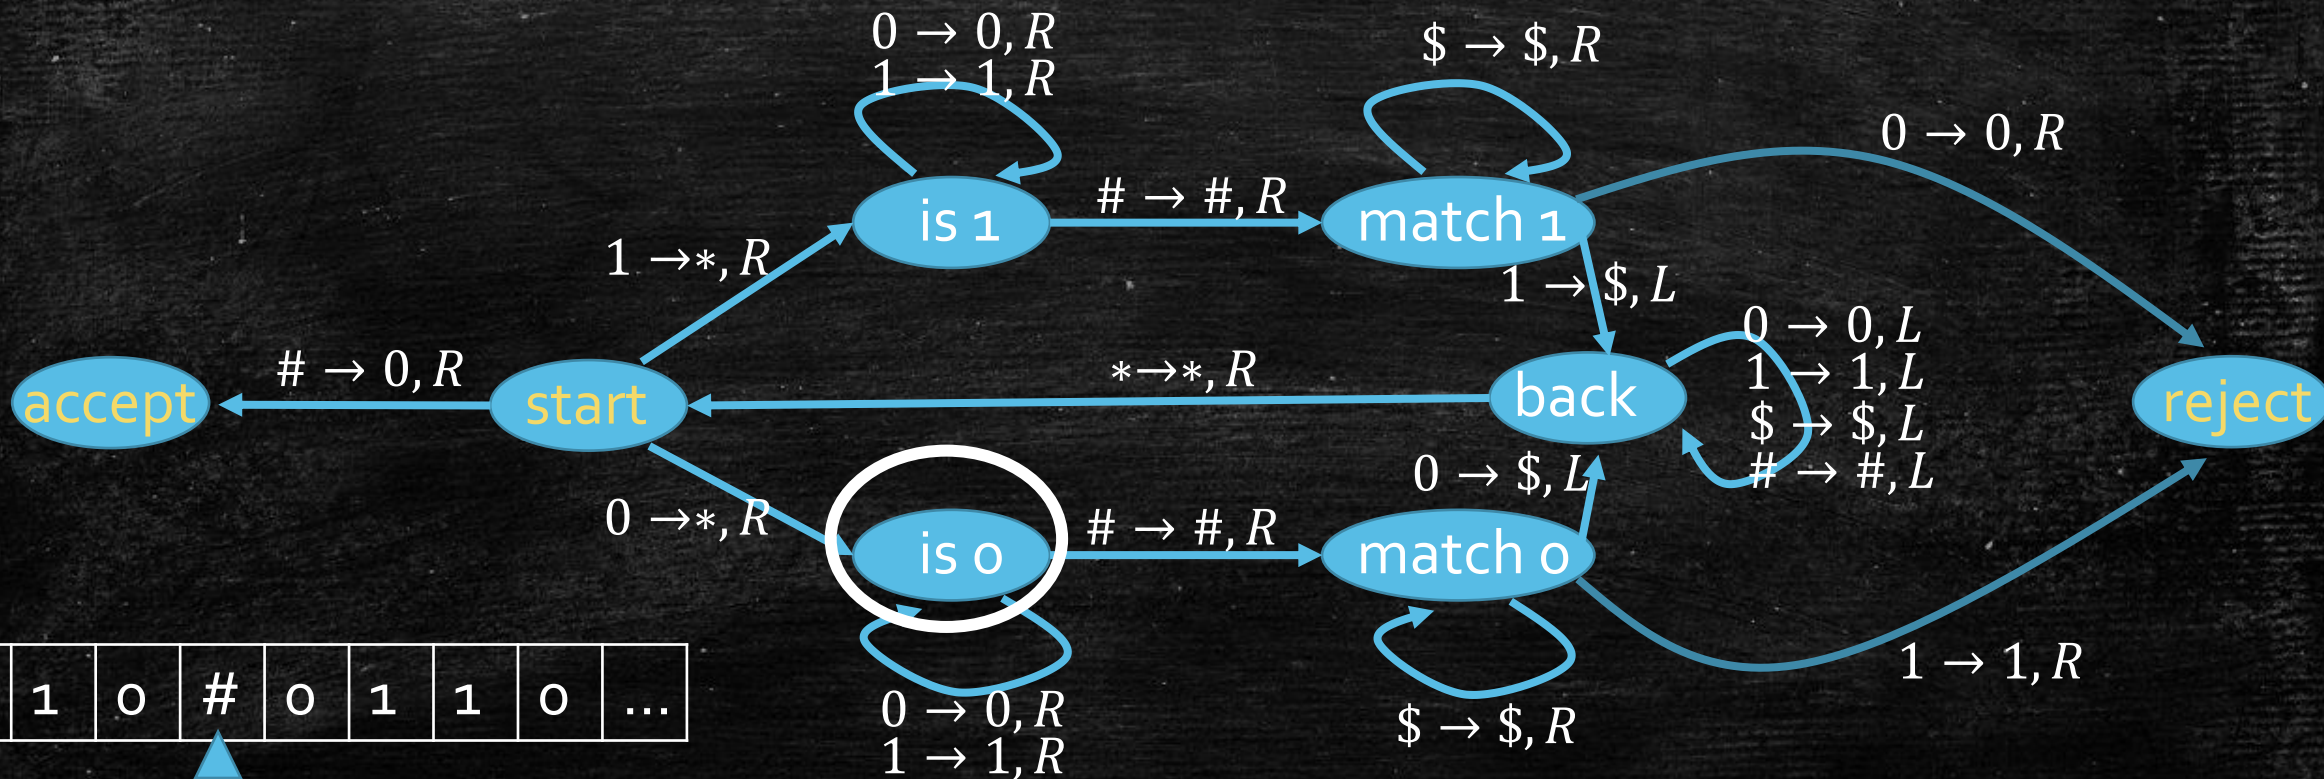 0 → 0, R
1 → 1, R
$ → $, R
0 → 0, R
is 1
# → #, R
match 1
1 →*, R
1 → $, L
accept
# → 0, R
start
*→*, R
back
0 → 0, L
1 → 1, L
$ → $, L
# → #, L
reject
0 →*, R
is 0
# → #, R
match 0
0 → $, L
1 → 1, R
1 0 # 0 1 1 0 ...
0 → 0, R
1 → 1, R
$ → $, R